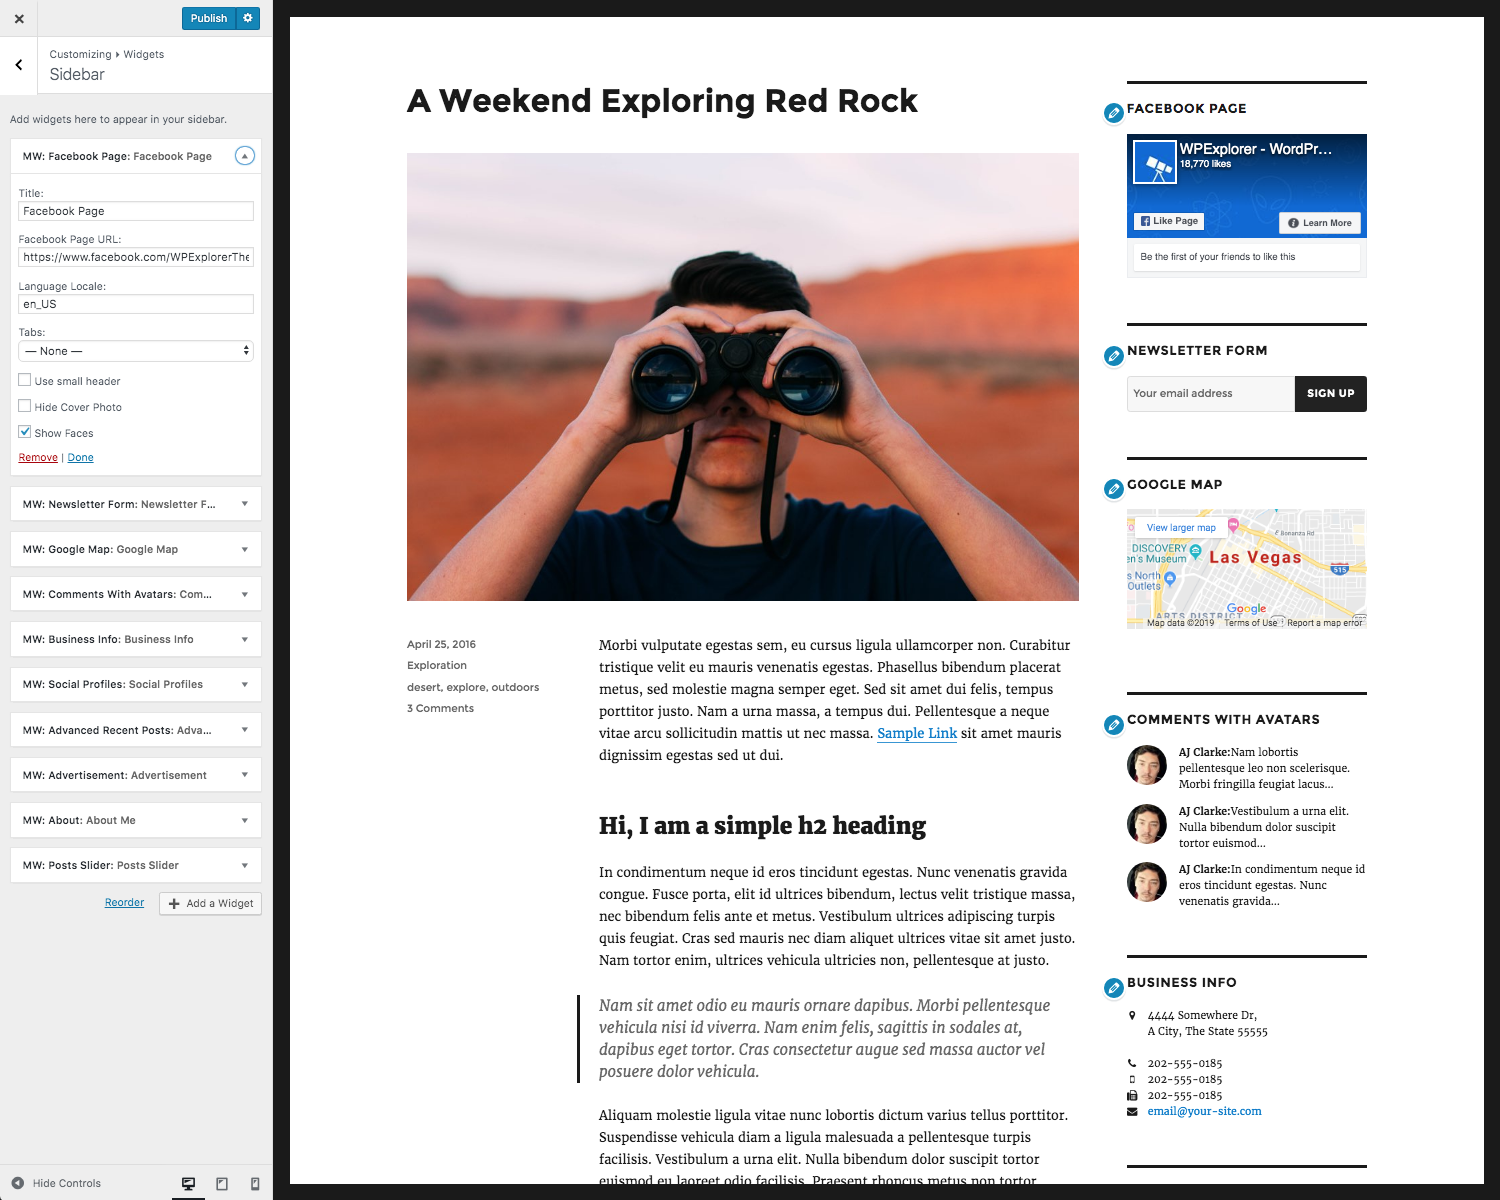 Publish
Customizing ▸ Widgets
Sidebar
Add widgets here to appear in your sidebar.
MW: Facebook Page: Facebook Page
Title:
Facebook Page
Facebook Page URL:
https://www.facebook.com/WPExplorerThe
Language Locale:
en_US
Tabs:
— None —
Use small header
Hide Cover Photo
Show Faces
Remove | Done
MW: Newsletter Form: Newsletter F...
MW: Google Map: Google Map
MW: Comments With Avatars: Com...
MW: Business Info: Business Info
MW: Social Profiles: Social Profiles
MW: Advanced Recent Posts: Adva...
MW: Advertisement: Advertisement
MW: About: About Me
MW: Posts Slider: Posts Slider
Reorder
Add a Widget
Hide Controls
A Weekend Exploring Red Rock
April 25, 2016
Exploration
desert, explore, outdoors
3 Comments
Morbi vulputate egestas sem, eu cursus ligula ullamcorper non. Curabitur
tristique velit eu mauris venenatis egestas. Phasellus bibendum placerat
metus, sed molestie magna semper eget. Sed sit amet dui felis, tempus
porttitor justo. Nam a urna massa, a tempus dui. Pellentesque a neque
vitae arcu sollicitudin mattis ut nec massa. Sample Link sit amet mauris
dignissim egestas sed ut dui.
Hi, I am a simple h2 heading
In condimentum neque id eros tincidunt egestas. Nunc venenatis gravida
congue. Fusce porta, elit id ultrices bibendum, lectus velit tristique massa,
nec bibendum felis ante et metus. Vestibulum ultrices adipiscing turpis
quis feugiat. Cras sed mauris nec diam aliquet ultrices vitae sit amet justo.
Nam tortor enim, ultrices vehicula ultricies non, pellentesque at justo.
Nam sit amet odio eu mauris ornare dapibus. Morbi pellentesque
vehicula nisi id viverra. Nam enim felis, sagittis in sodales at,
dapibus eget tortor. Cras consectetur augue sed massa auctor vel
posuere dolor vehicula.
Aliquam molestie ligula vitae nunc lobortis dictum varius tellus porttitor.
Suspendisse vehicula diam a ligula malesuada a pellentesque turpis
facilisis. Vestibulum a urna elit. Nulla bibendum dolor suscipit tortor
euismod eu laoreet odio facilisis. Praesent rhoncus metus non tortor
FACEBOOK PAGE
WPExplorer - WordPr...
18,770 likes
Like Page
Learn More
Be the first of your friends to like this
NEWSLETTER FORM
Your email address
SIGN UP
GOOGLE MAP
View larger map
E Bonanza Rd
DISCOVERY
en's Museum
Las Vegas
515
s North
Outlets
Google
ARTS DISTRICT
Map data ©2019 Terms of Use Report a map error
COMMENTS WITH AVATARS
AJ Clarke:Nam lobortis
pellentesque leo non scelerisque.
Morbi fringilla feugiat lacus...
AJ Clarke:Vestibulum a urna elit.
Nulla bibendum dolor suscipit
tortor euismod...
AJ Clarke:In condimentum neque id
eros tincidunt egestas. Nunc
venenatis gravida...
BUSINESS INFO
4444 Somewhere Dr,
A City, The State 55555
202-555-0185
202-555-0185
202-555-0185
email@your-site.com